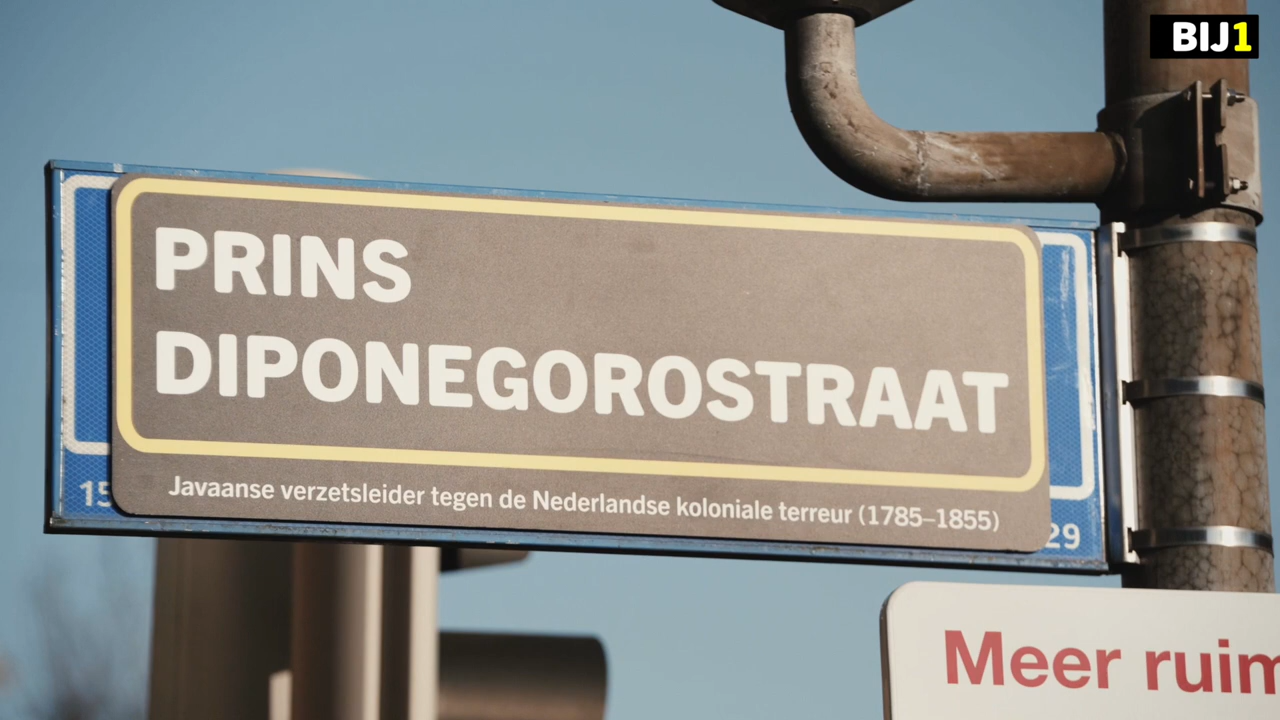 BIJ1
PRINS
DIPONEGOROSTRAAT
Javaanse verzetsleider tegen de Nederlandse koloniale terreur (1785–1855)
15
29
Meer ruim